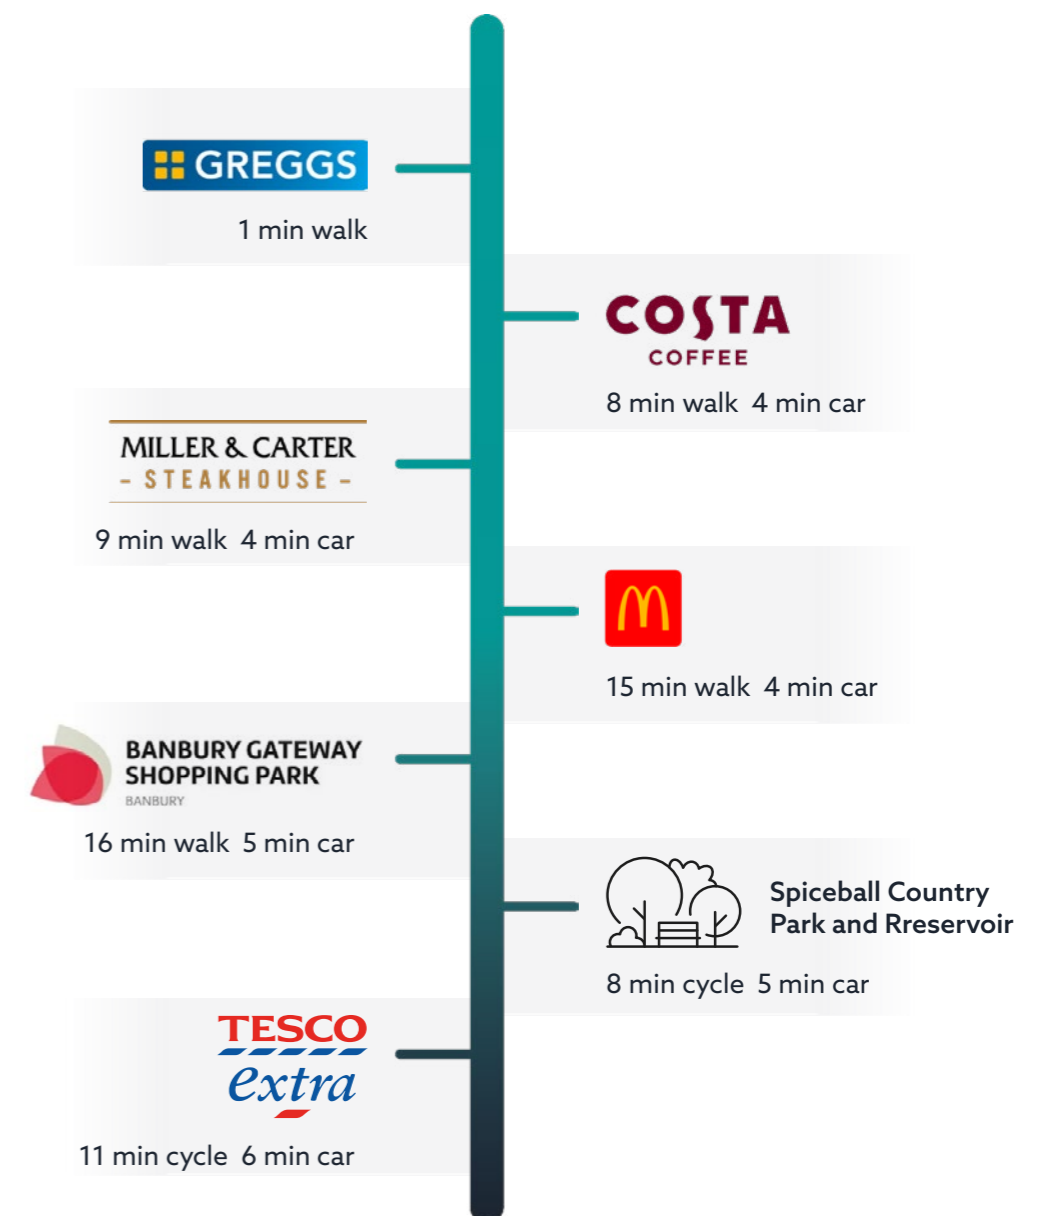 GREGGS
1 min walk
COSTA
COFFEE
8 min walk 4 min car
MILLER & CARTER
- STEAKHOUSE -
9 min walk 4 min car
M
15 min walk 4 min car
BANBURY GATEWAY
SHOPPING PARK
BANBURY
16 min walk 5 min car
Spiceball Country
Park and Rreservoir
8 min cycle 5 min car
TESCO
extra
11 min cycle 6 min car